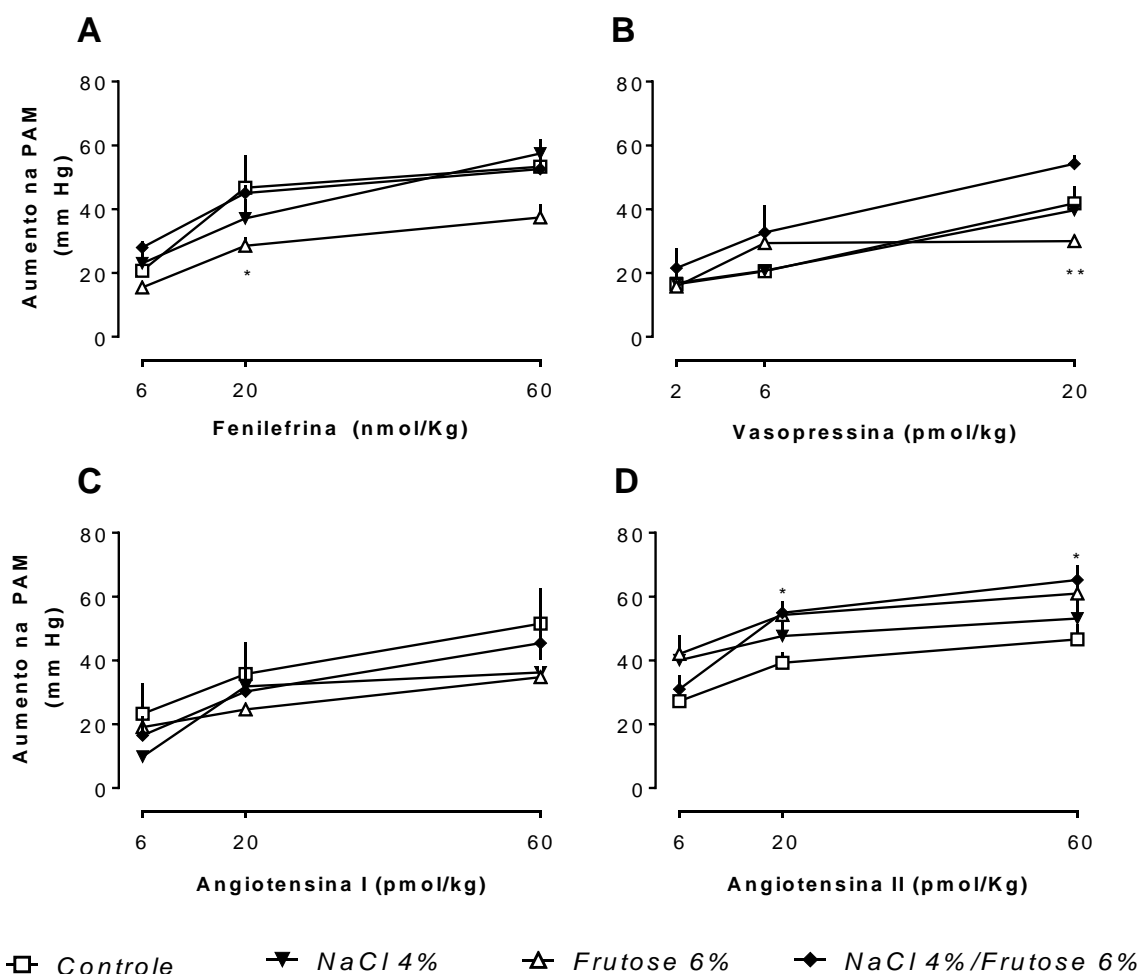 A
80
60
40
20
0
Aumento na PAM
(mm Hg)
*
6 20 60
Fenilefrina (nmol/Kg)
B
80
60
40
20
0
**
2 6 20
Vasopressina (pmol/kg)
C
80
60
40
20
0
Aumento na PAM
(mm Hg)
6 20 60
Angiotensina I (pmol/kg)
D
80
60
40
20
0
* *
6 20 60
Angiotensina II (pmol/Kg)
Controle NaCl 4% Frutose 6% NaCl 4%/Frutose 6%